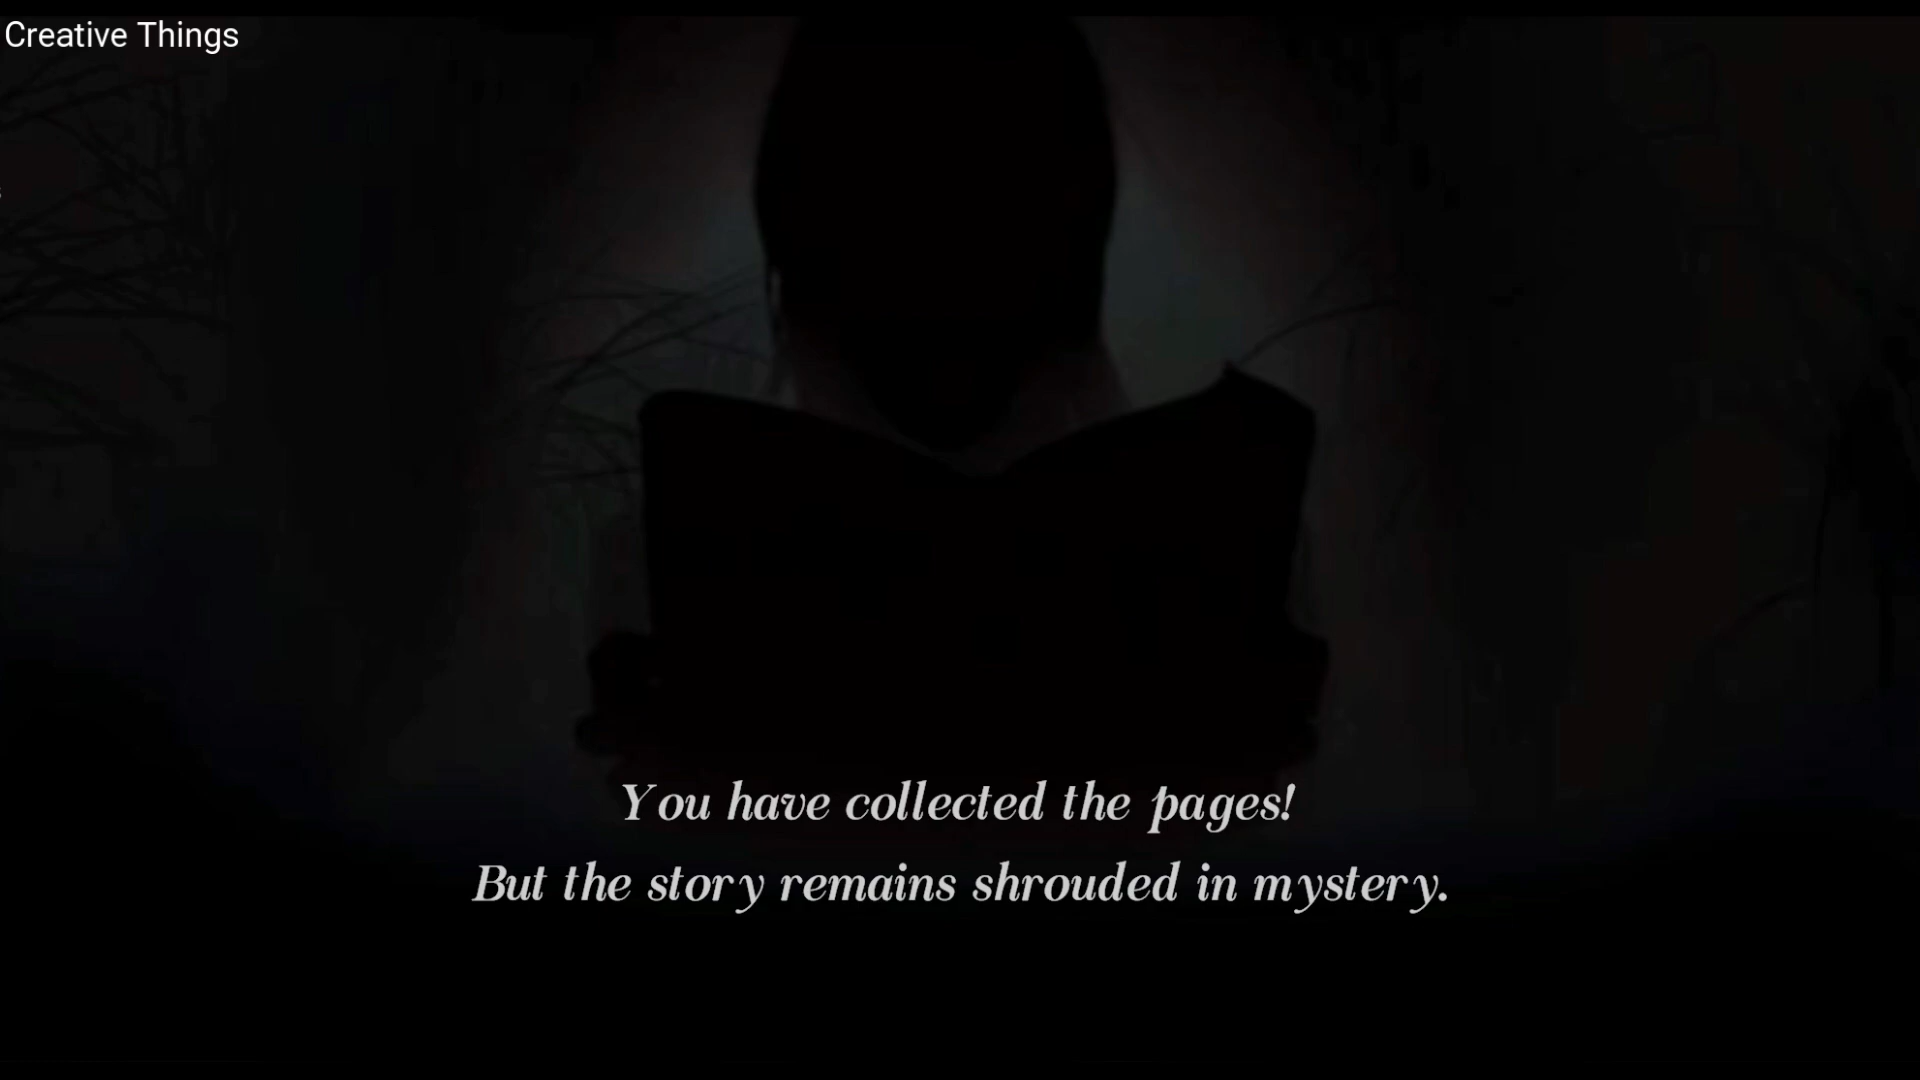 Creative Things
You have collected the pages!
But the story remains shrouded in mystery.